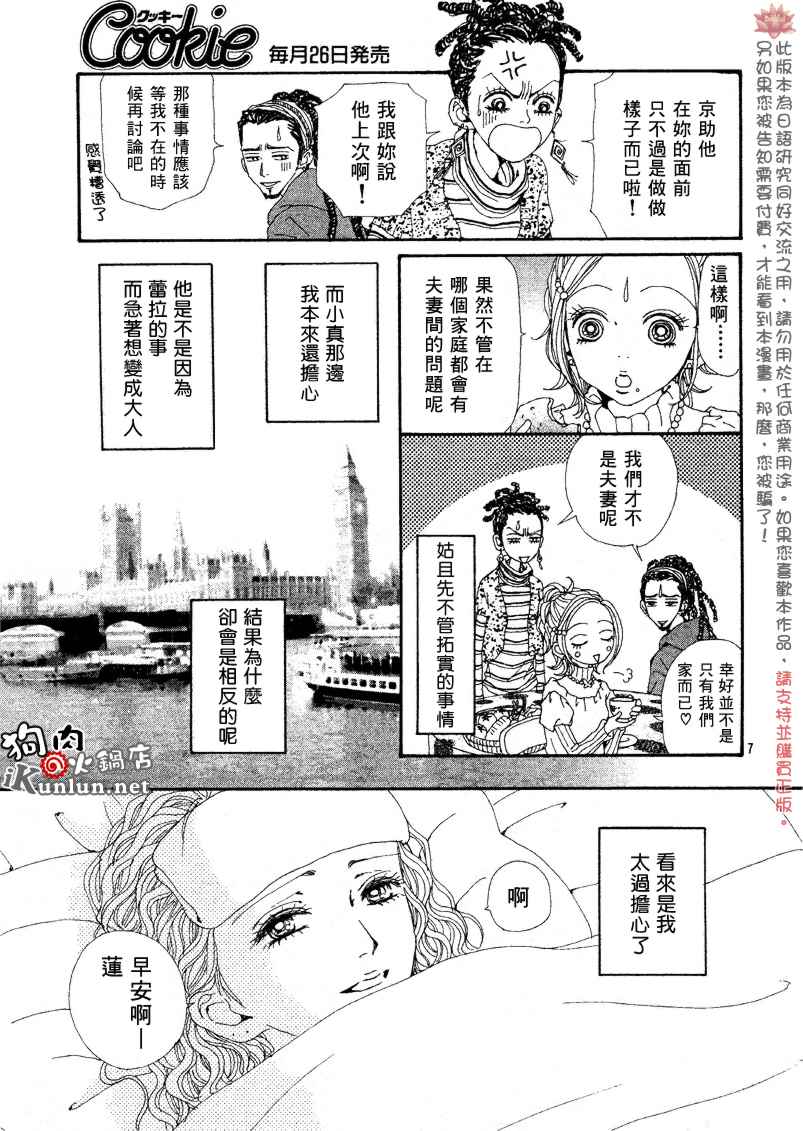 クッキー
Cookie
毎月26日発売
京助他
在妳的面前
只不過是做做
樣子而已啦！
我跟妳說
他上次啊！
那種事情應該
等我不在的時
候再討論吧
感覺糟透了
這樣啊……
果然不管在
哪個家庭都會有
夫妻間的問題呢
而小真那邊
我本來還擔心
他是不是因為
蕾拉的事
而急著想變成大人
我們才不
是夫妻呢
幸好並不是
只有我們
家而已♡
姑且先不管拓實的事情
結果為什麼
卻會是相反的呢
7
狗肉火鍋店
iKunlun.net
看來是我
太過擔心了
啊
早安啊—
蓮
此版本為日語研究同好交流之用，請勿用於任何商業用途。如果您喜歡本作品，請支持並購買正版。
只如果您被告知需要付費，才能看到本漫畫，那麼，您被騙了！